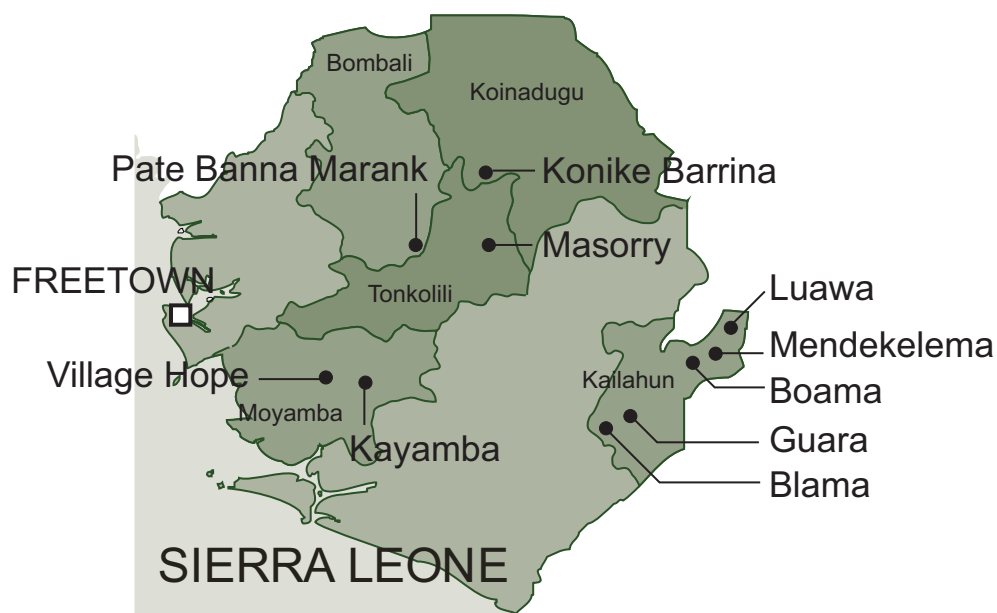 Bombali
Koinadugu
Pate Banna Marank
Konike Barrina
Masorry
FREETOWN
Tonkolili
Luawa
Mendekelema
Village Hope
Kailahun
Boama
Moyamba
Kayamba
Guara
Blama
SIERRA LEONE